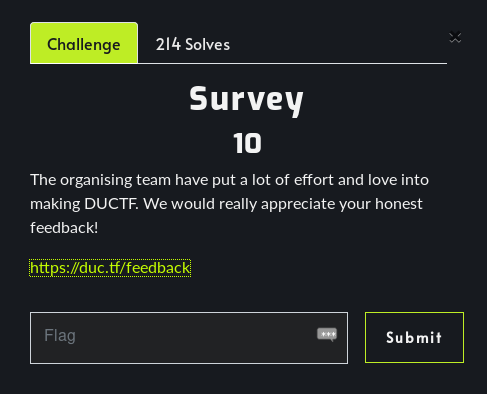 Challenge
214 Solves
×
Survey
10
The organising team have put a lot of effort and love into
making DUCTF. We would really appreciate your honest
feedback!
https://duc.tf/feedback
Flag
Submit